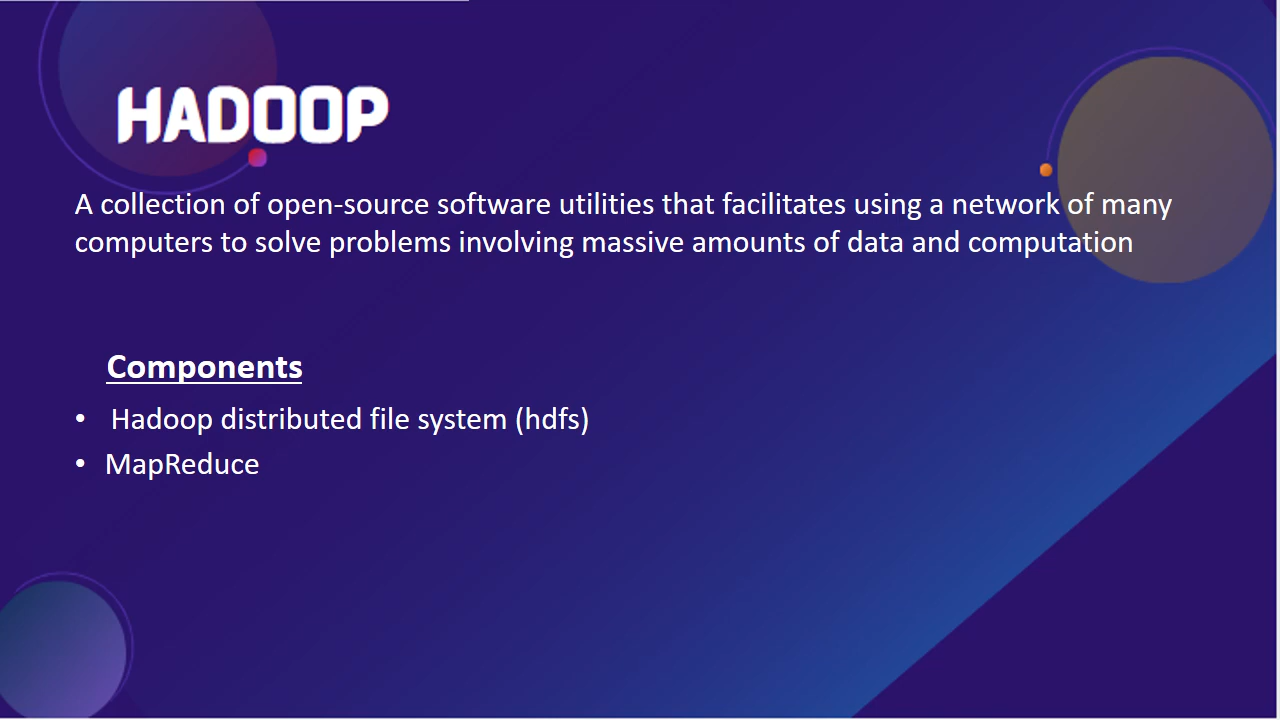 HADOOP
A collection of open-source software utilities that facilitates using a network of many
computers to solve problems involving massive amounts of data and computation
Components
• Hadoop distributed file system (hdfs)
• MapReduce